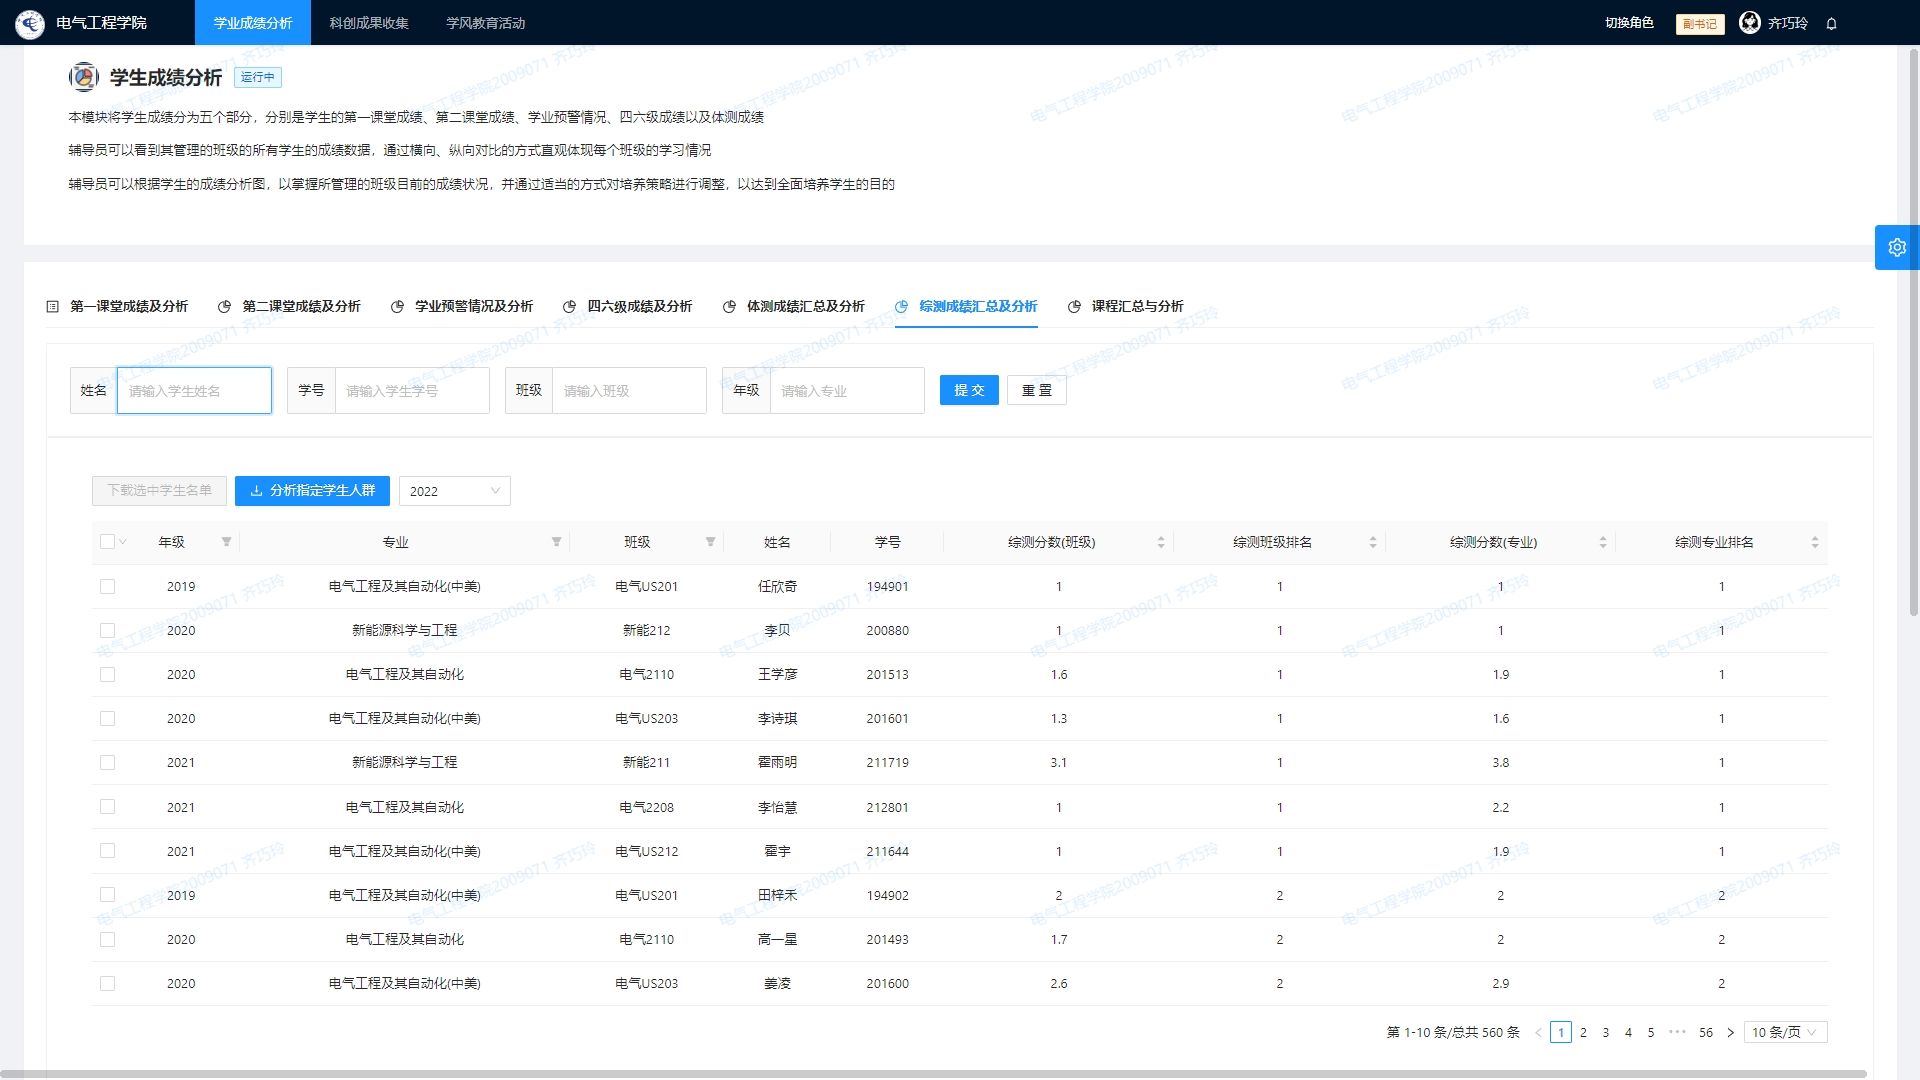 电气工程学院 学业成绩分析 科创成果收集 学风教育活动 切换角色 副书记 齐巧玲
学生成绩分析 运行中
本模块将学生成绩分为五个部分，分别是学生的第一课堂成绩、第二课堂成绩、学业预警情况、四六级成绩以及体测成绩
辅导员可以看到其管理的班级的所有学生的成绩数据，通过横向、纵向对比的方式直观体现每个班级的学习情况
辅导员可以根据学生的成绩分析图，以掌握所管理的班级目前的成绩状况，并通过适当的方式对培养策略进行调整，以达到全面培养学生的目的
第一课堂成绩及分析 第二课堂成绩及分析 学业预警情况及分析 四六级成绩及分析 体测成绩汇总及分析 综测成绩汇总及分析 课程汇总与分析
姓名 请输入学生姓名 学号 请输入学生学号 班级 请输入班级 年级 请输入专业 提 交 重 置
下载选中学生名单 分析指定学生人群 2022
年级 专业 班级 姓名 学号 综测分数(班级) 综测班级排名 综测分数(专业) 综测专业排名
2019 电气工程及其自动化(中美) 电气US201 任欣奇 194901 1 1 1 1
2020 新能源科学与工程 新能212 李贝 200880 1 1 1 1
2020 电气工程及其自动化 电气2110 王学彦 201513 1.6 1 1.9 1
2020 电气工程及其自动化(中美) 电气US203 李诗琪 201601 1.3 1 1.6 1
2021 新能源科学与工程 新能211 霍雨明 211719 3.1 1 3.8 1
2021 电气工程及其自动化 电气2208 李怡慧 212801 1 1 2.2 1
2021 电气工程及其自动化(中美) 电气US212 霍宇 211644 1 1 1.9 1
2019 电气工程及其自动化(中美) 电气US201 田梓禾 194902 2 2 2 2
2020 电气工程及其自动化 电气2110 高一星 201493 1.7 2 2 2
2020 电气工程及其自动化(中美) 电气US203 姜凌 201600 2.6 2 2.9 2
第 1-10 条/总共 560 条 < 1 2 3 4 5 ••• 56 > 10 条/页
电气工程学院2009071 齐巧玲